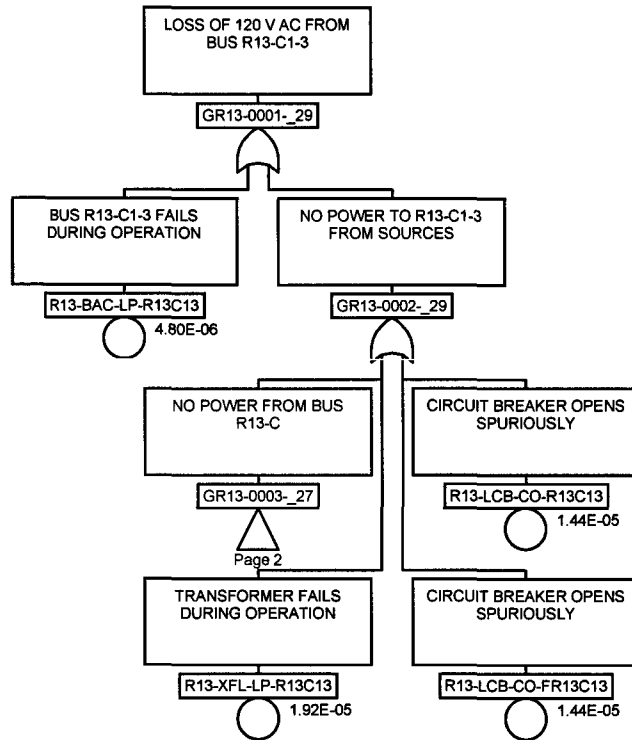 LOSS OF 120 V AC FROM
BUS R13-C1-3
GR13-0001-_29
BUS R13-C1-3 FAILS
DURING OPERATION
NO POWER TO R13-C1-3
FROM SOURCES
R13-BAC-LP-R13C13
GR13-0002-_29
4.80E-06
NO POWER FROM BUS
R13-C
CIRCUIT BREAKER OPENS
SPURIOUSLY
GR13-0003-_27
R13-LCB-CO-R13C13
1.44E-05
Page 2
TRANSFORMER FAILS
DURING OPERATION
CIRCUIT BREAKER OPENS
SPURIOUSLY
R13-XFL-LP-R13C13
R13-LCB-CO-FR13C13
1.92E-05
1.44E-05